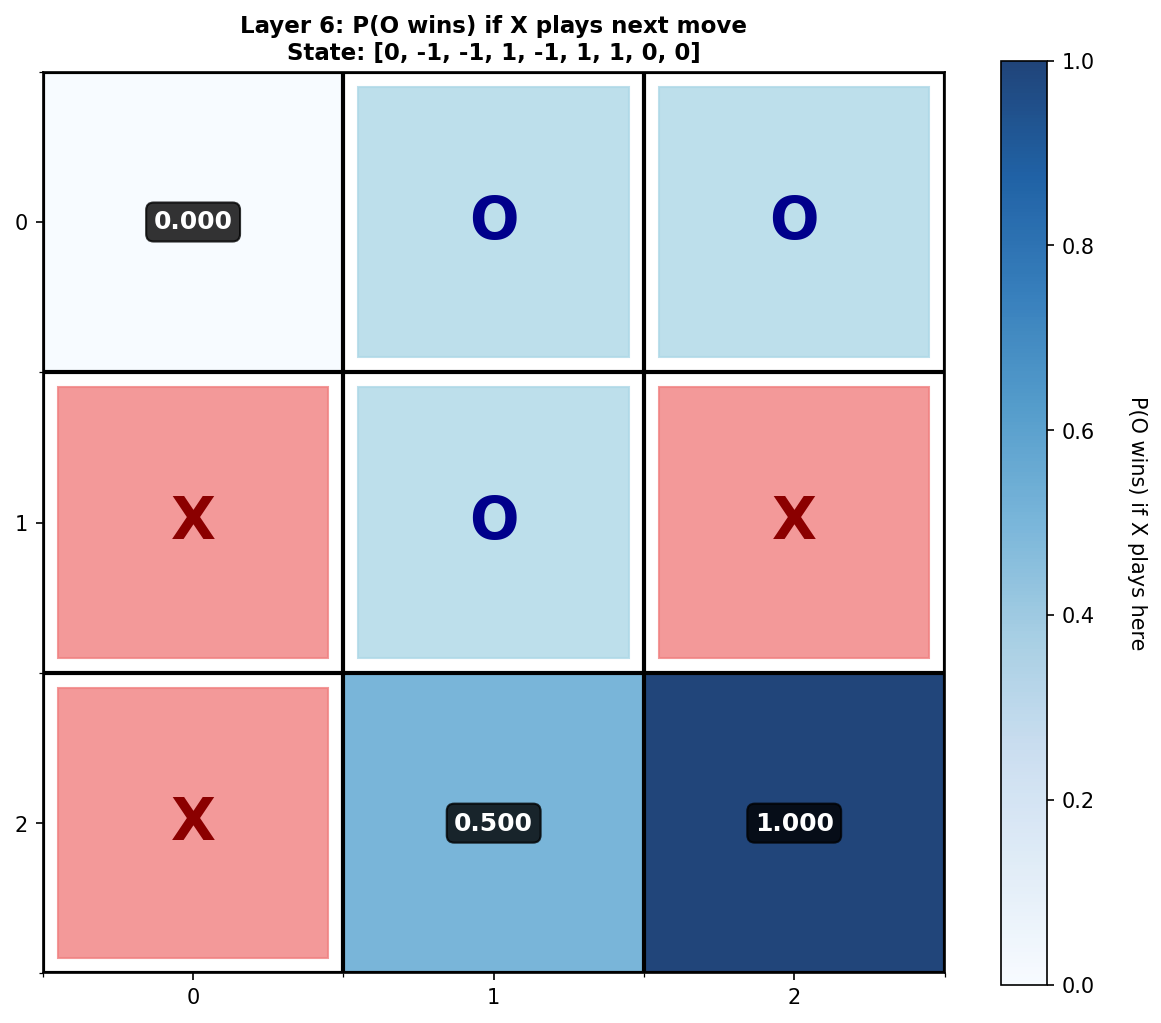 Layer 6: P(O wins) if X plays next move
State: [0, -1, -1, 1, -1, 1, 1, 0, 0]
0 0.000 O O
1 X O X
2 X 0.500 1.000
0 1 2
1.0
0.8
0.6
0.4
0.2
0.0
P(O wins) if X plays here